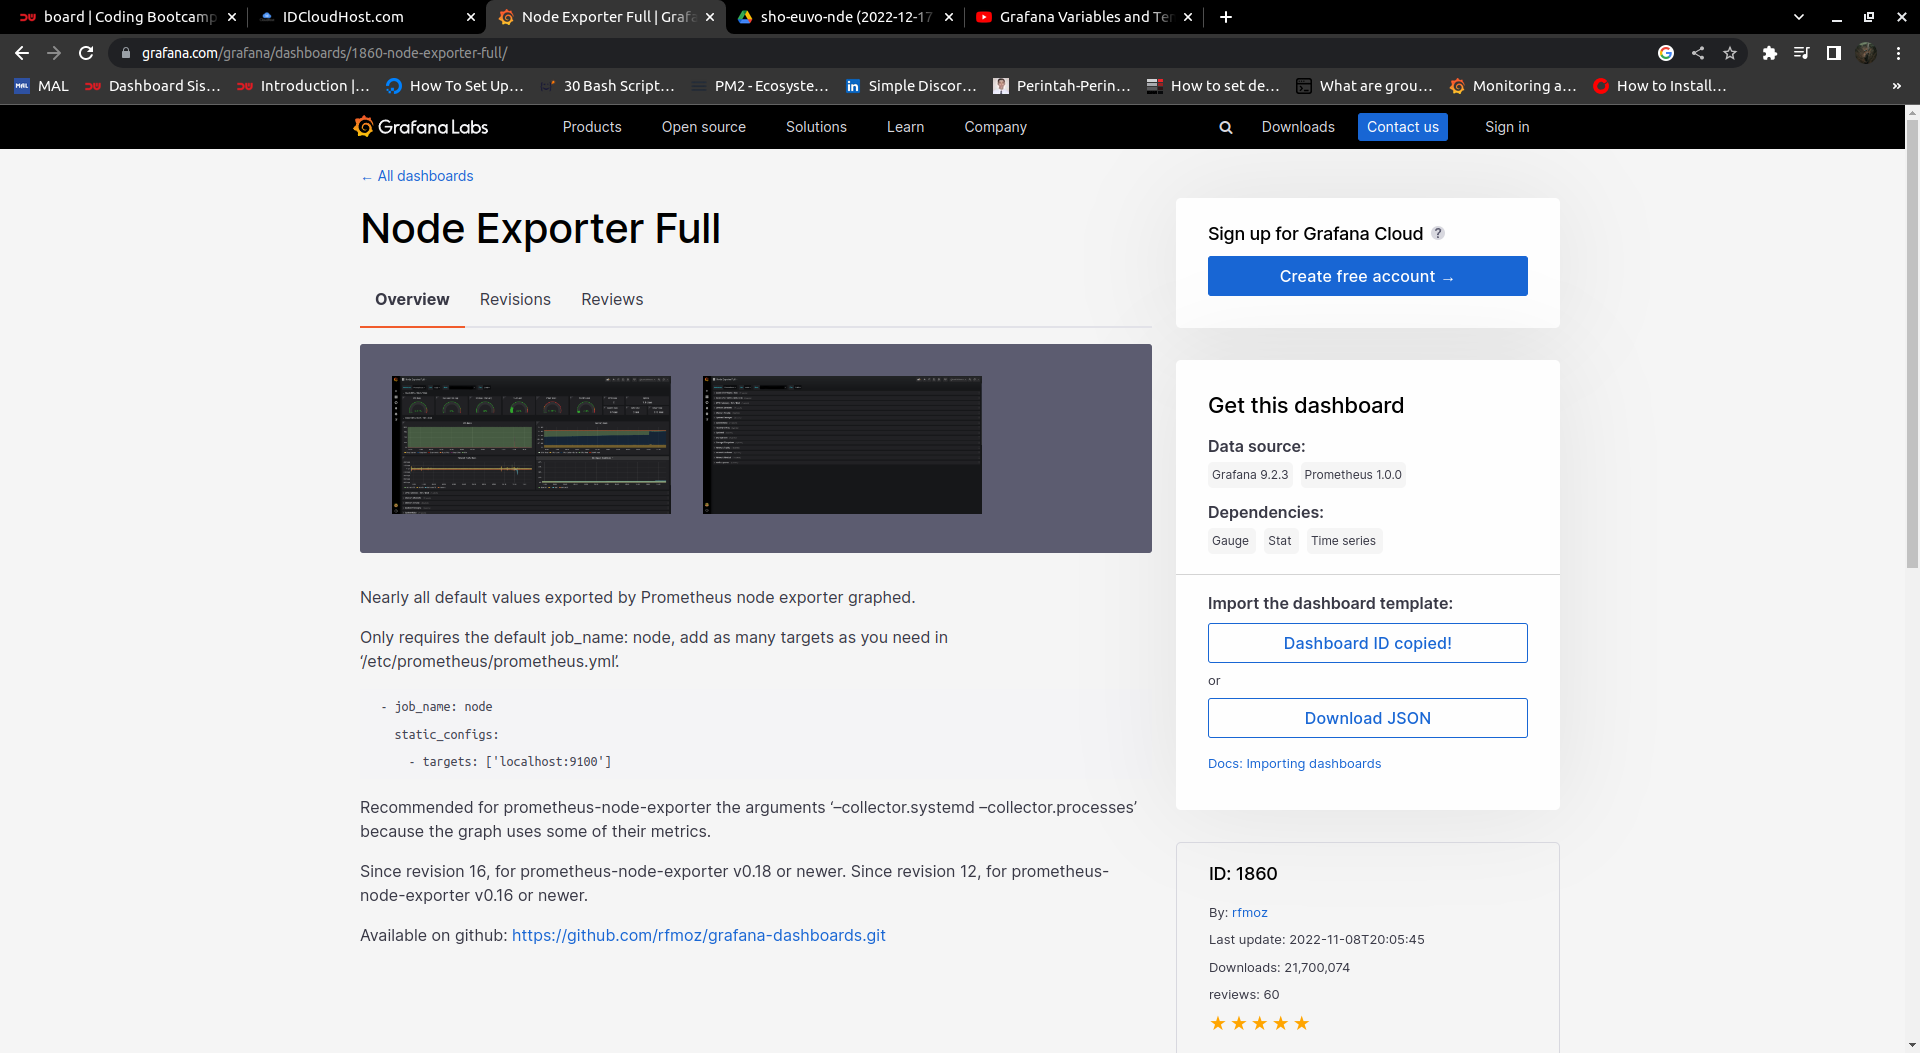 board | Coding Bootcamp
IDCloudHost.com
Node Exporter Full | Grafa
sho-euvo-nde (2022-12-17
Grafana Variables and Ter
grafana.com/grafana/dashboards/1860-node-exporter-full/
MAL
Dashboard Sis...
Introduction |...
How To Set Up...
30 Bash Script...
PM2 - Ecosyste...
Simple Discor...
Perintah-Perin...
How to set de...
What are grou...
Monitoring a...
How to Install...
»
Grafana Labs
Products
Open source
Solutions
Learn
Company
Downloads
Contact us
Sign in
← All dashboards
Node Exporter Full
Overview
Revisions
Reviews
Nearly all default values exported by Prometheus node exporter graphed.
Only requires the default job_name: node, add as many targets as you need in
‘/etc/prometheus/prometheus.yml’.
- job_name: node
static_configs:
- targets: ['localhost:9100']
Recommended for prometheus-node-exporter the arguments ‘–collector.systemd –collector.processes’
because the graph uses some of their metrics.
Since revision 16, for prometheus-node-exporter v0.18 or newer. Since revision 12, for prometheus-
node-exporter v0.16 or newer.
Available on github: https://github.com/rfmoz/grafana-dashboards.git
Sign up for Grafana Cloud ?
Create free account →
Get this dashboard
Data source:
Grafana 9.2.3
Prometheus 1.0.0
Dependencies:
Gauge
Stat
Time series
Import the dashboard template:
Dashboard ID copied!
or
Download JSON
Docs: Importing dashboards
ID: 1860
By: rfmoz
Last update: 2022-11-08T20:05:45
Downloads: 21,700,074
reviews: 60